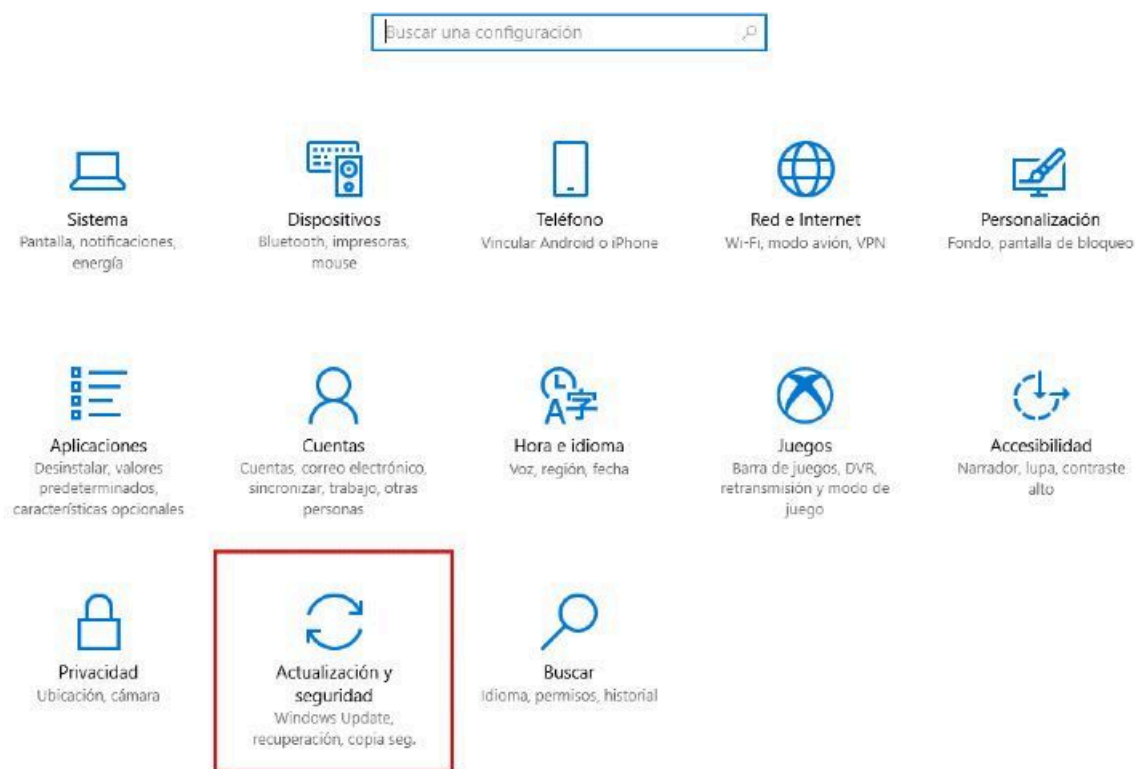 Buscar una configuración
Sistema
Pantalla, notificaciones,
energía
Dispositivos
Bluetooth, impresoras,
mouse
Teléfono
Vincular Android o iPhone
Red e Internet
Wi-Fi, modo avión, VPN
Personalización
Fondo, pantalla de bloqueo
Aplicaciones
Desinstalar, valores
predeterminados,
características opcionales
Cuentas
Cuentas, correo electrónico,
sincronizar, trabajo, otras
personas
Hora e idioma
Voz, región, fecha
Juegos
Barra de juegos, DVR,
retransmisión y modo de
juego
Accesibilidad
Narrador, lupa, contraste
alto
Privacidad
Ubicación, cámara
Actualización y
seguridad
Windows Update,
recuperación, copia seg.
Buscar
Idioma, permisos, historial